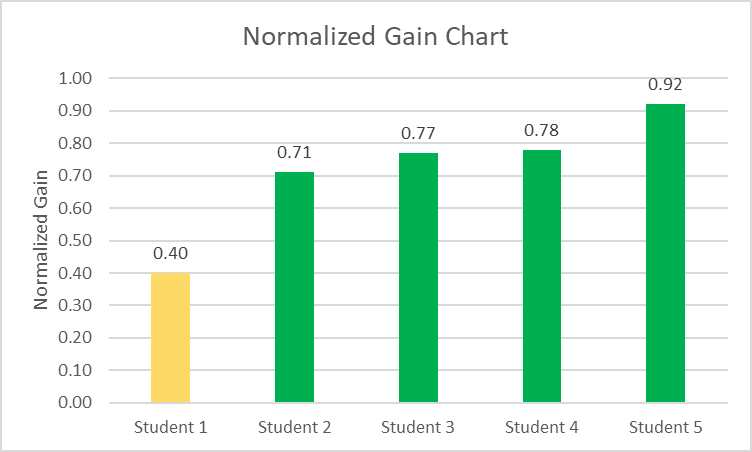 Normalized Gain Chart
Normalized Gain
1.00
0.90
0.80
0.70
0.60
0.50
0.40
0.30
0.20
0.10
0.00
0.40
0.71
0.77
0.78
0.92
Student 1
Student 2
Student 3
Student 4
Student 5